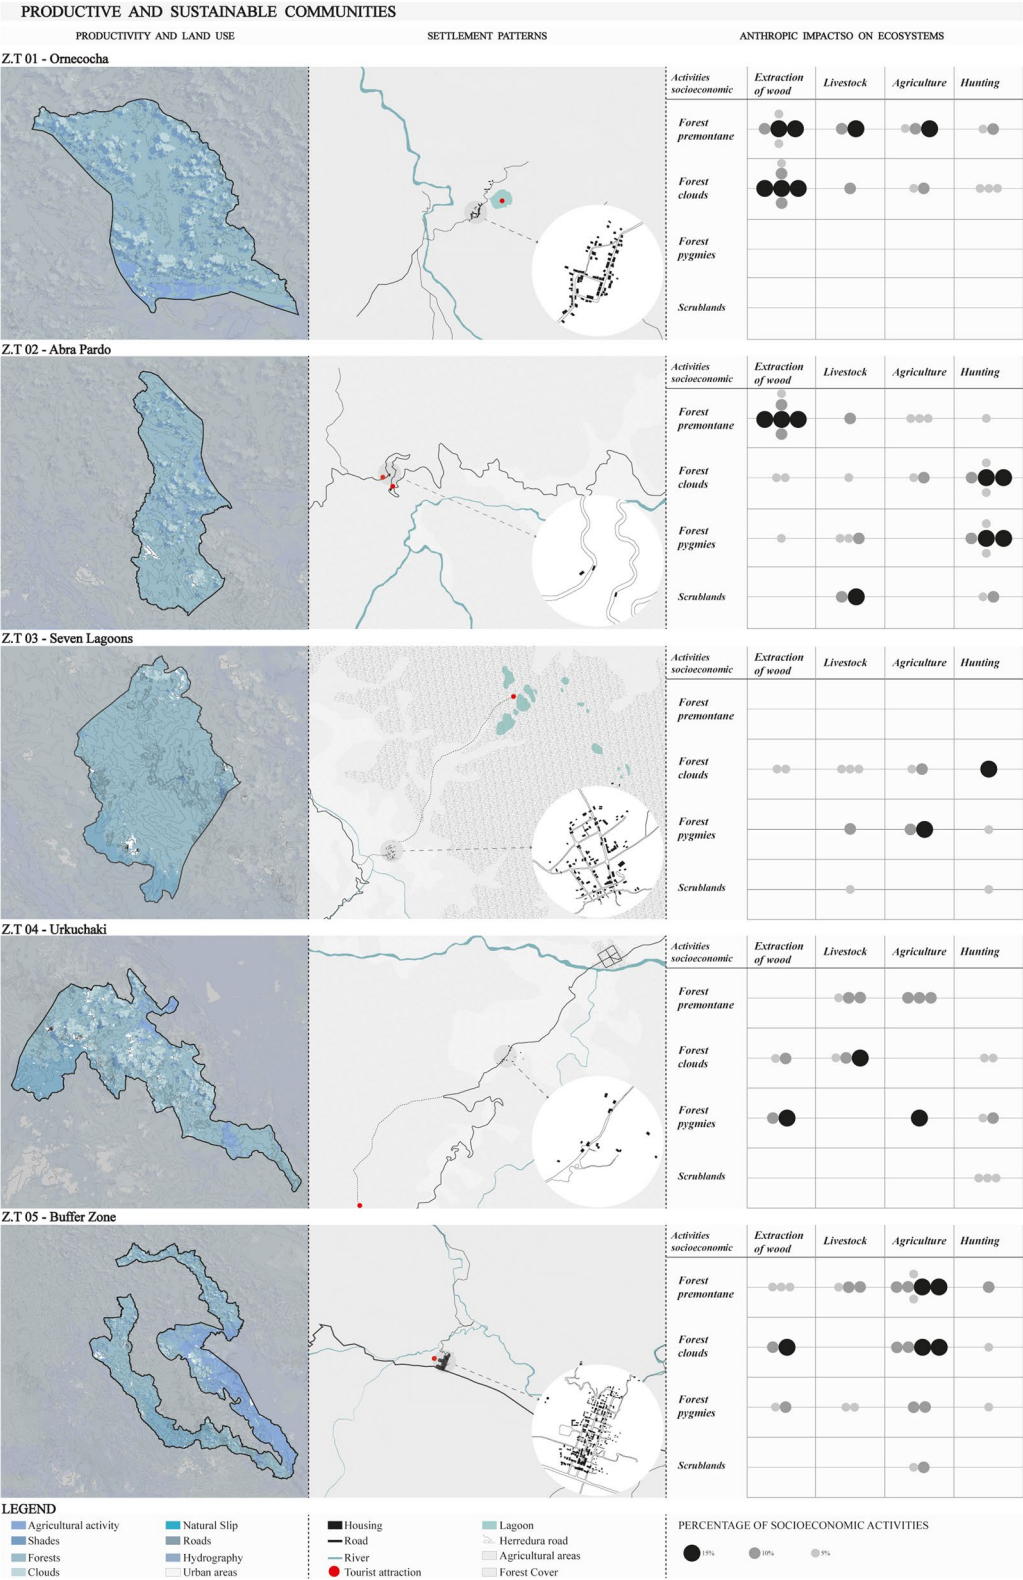 PRODUCTIVE AND SUSTAINABLE COMMUNITIES
PRODUCTIVITY AND LAND USE
SETTLEMENT PATTERNS
ANTHROPIC IMPACTSO ON ECOSYSTEMS
Z.T 01 - Ornecocha
Activities socioeconomic
Extraction of wood
Livestock
Agriculture
Hunting
Forest premontane
Forest clouds
Forest pygmies
Scrublands
Z.T 02 - Abra Pardo
Activities socioeconomic
Extraction of wood
Livestock
Agriculture
Hunting
Forest premontane
Forest clouds
Forest pygmies
Scrublands
Z.T 03 - Seven Lagoons
Activities socioeconomic
Extraction of wood
Livestock
Agriculture
Hunting
Forest premontane
Forest clouds
Forest pygmies
Scrublands
Z.T 04 - Urkuchaki
Activities socioeconomic
Extraction of wood
Livestock
Agriculture
Hunting
Forest premontane
Forest clouds
Forest pygmies
Scrublands
Z.T 05 - Buffer Zone
Activities socioeconomic
Extraction of wood
Livestock
Agriculture
Hunting
Forest premontane
Forest clouds
Forest pygmies
Scrublands
LEGEND
Agricultural activity
Shades
Forests
Clouds
Natural Slip
Roads
Hydrography
Urban areas
Housing
Road
River
Tourist attraction
Lagoon
Herredura road
Agricultural areas
Forest Cover
PERCENTAGE OF SOCIOECONOMIC ACTIVITIES
15%
10%
5%